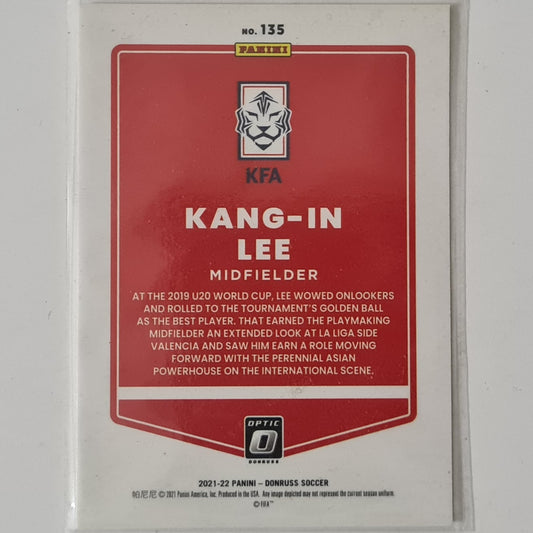 NO. 135
PANINI
KFA
KANG-IN
LEE
MIDFIELDER
AT THE 2019 U20 WORLD CUP, LEE WOWED ONLOOKERS
AND ROLLED TO THE TOURNAMENT'S GOLDEN BALL
AS THE BEST PLAYER. THAT EARNED THE PLAYMAKING
MIDFIELDER AN EXTENDED LOOK AT LA LIGA SIDE
VALENCIA AND SAW HIM EARN A ROLE MOVING
FORWARD WITH THE PERENNIAL ASIAN
POWERHOUSE ON THE INTERNATIONAL SCENE.
OPTIC
DONRUSS
2021-22 PANINI – DONRUSS SOCCER
帕尼尼 © 2021 Panini America, Inc. Produced in the USA. Any image depicted may not represent the current season uniform.
© FIFA™